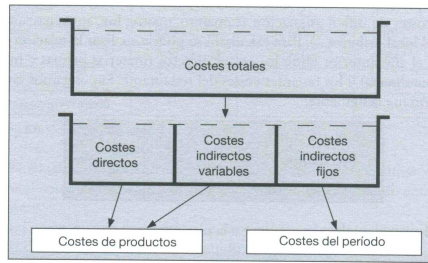 Costes totales
Costes
directos
Costes
indirectos
variables
Costes
indirectos
fijos
Costes de productos
Costes del período